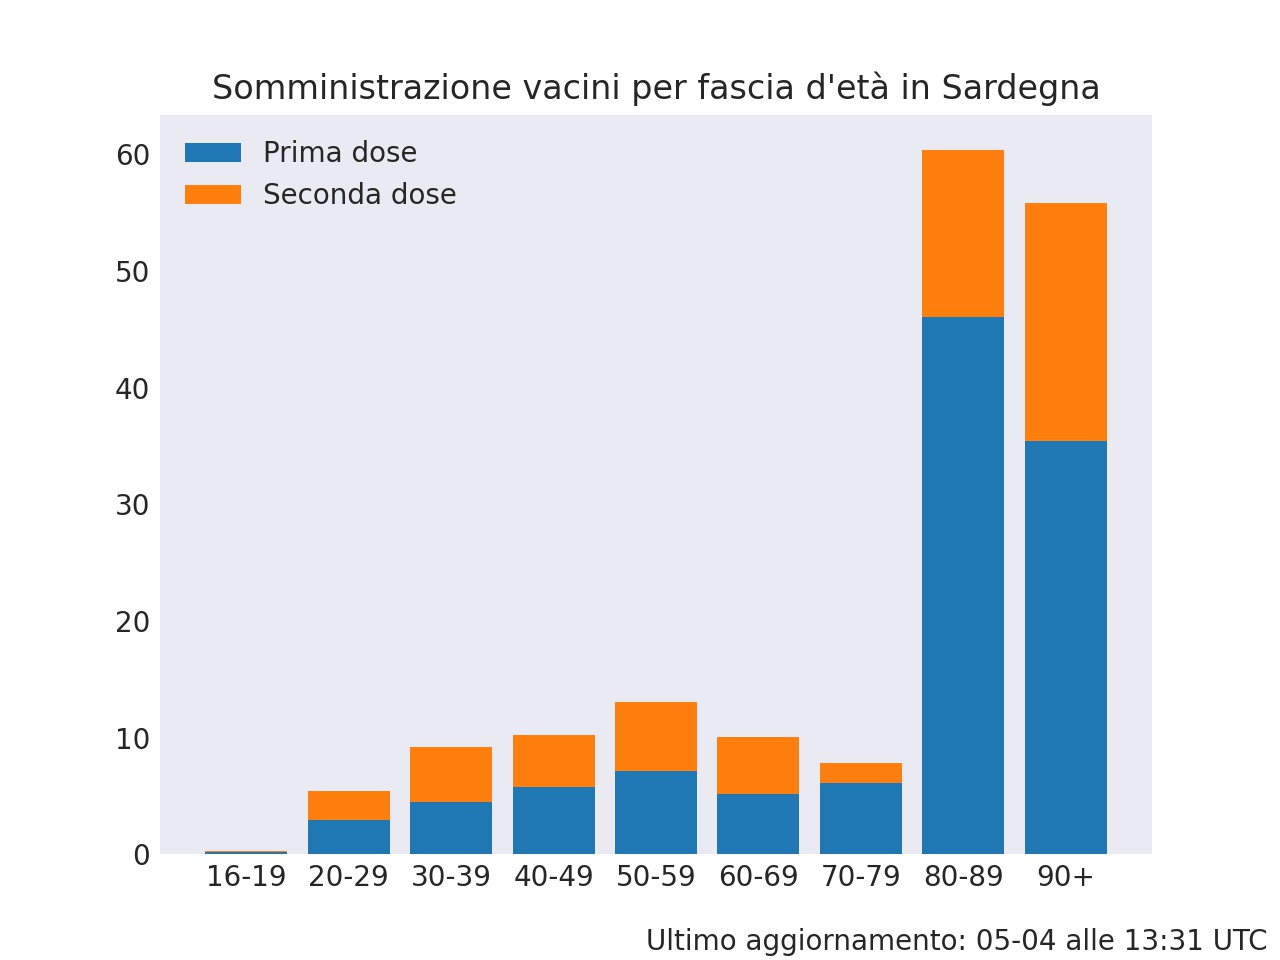 Somministrazione vacini per fascia d'età in Sardegna
Prima dose
Seconda dose
60
50
40
30
20
10
0
16-19 20-29 30-39 40-49 50-59 60-69 70-79 80-89 90+
Ultimo aggiornamento: 05-04 alle 13:31 UTC